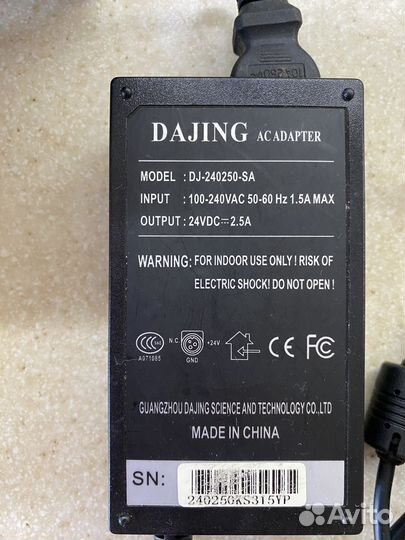 DAJING AC ADAPTER
MODEL : DJ-240250-SA
INPUT : 100-240VAC 50-60 Hz 1.5A MAX
OUTPUT : 24VDC 2.5A
WARNING: FOR INDOOR USE ONLY ! RISK OF
ELECTRIC SHOCK! DO NOT OPEN !
N.C. +24V
A071085 GND
CE FC
GUANGZHOU DAJING SCIENCE AND TECHNOLOGY CO.,LTD
MADE IN CHINA
SN:
240250KS315YP
Avito